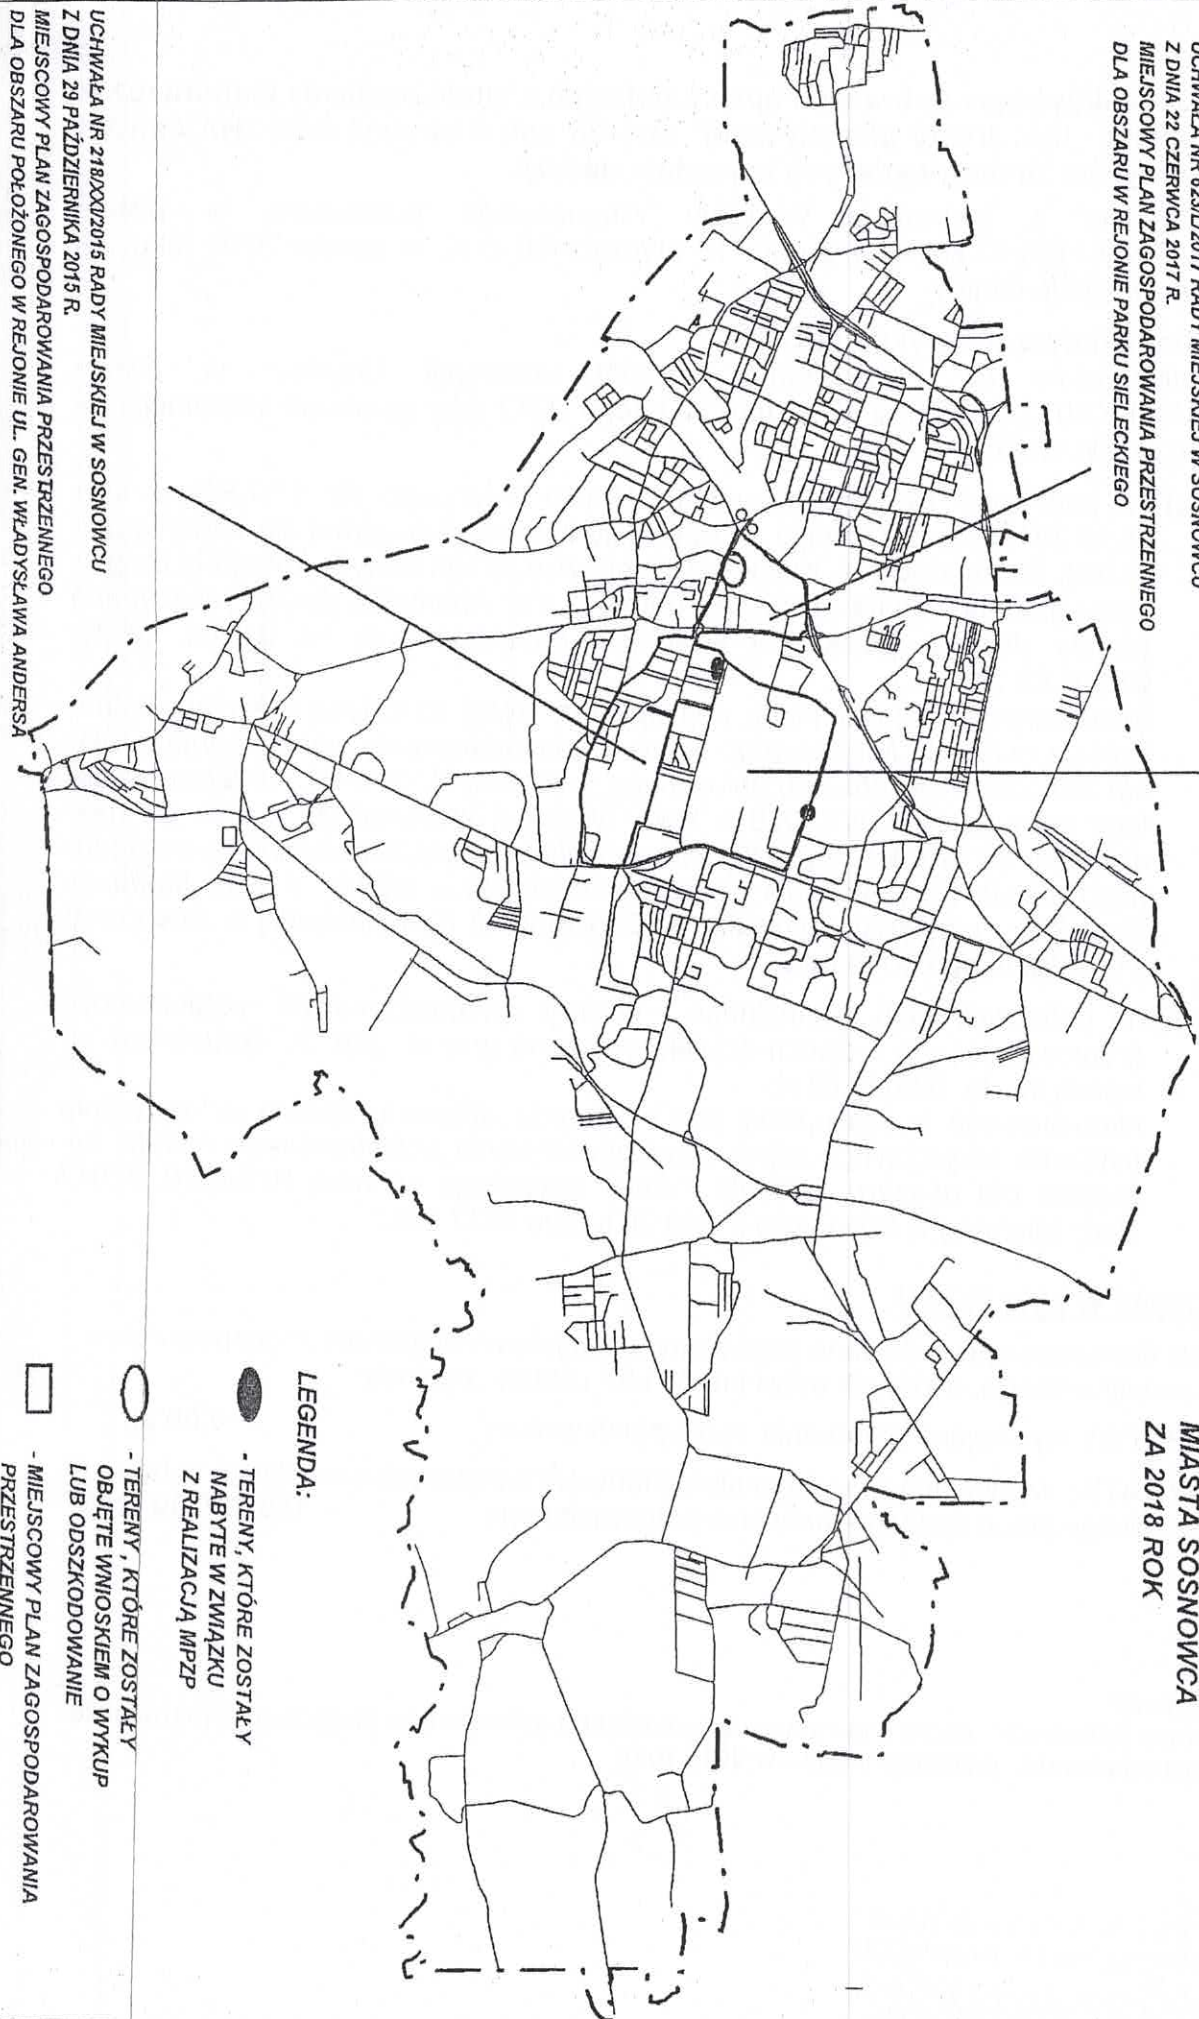 Z DNIA 22 CZERWCA 2017 R.
MIEJSCOWY PLAN ZAGOSPODAROWANIA PRZESTRZENNEGO
DLA OBSZARU W REJONIE PARKU SIELECKIEGO
MIASTA SOSNOWCA
ZA 2018 ROK
UCHWAŁA NR 218/XXI/2015 RADY MIEJSKIEJ W SOSNOWCU
Z DNIA 29 PAŹDZIERNIKA 2015 R.
MIEJSCOWY PLAN ZAGOSPODAROWANIA PRZESTRZENNEGO
DLA OBSZARU POŁOŻONEGO W REJONIE UL. GEN. WŁADYSŁAWA ANDERSA
LEGENDA:
- TERENY, KTÓRE ZOSTAŁY
NABYTE W ZWIĄZKU
Z REALIZACJĄ MPZP
- TERENY, KTÓRE ZOSTAŁY
OBJĘTE WNIOSKIEM O WYKUP
LUB ODSZKODOWANIE
- MIEJSCOWY PLAN ZAGOSPODAROWANIA
PRZESTRZENNEGO